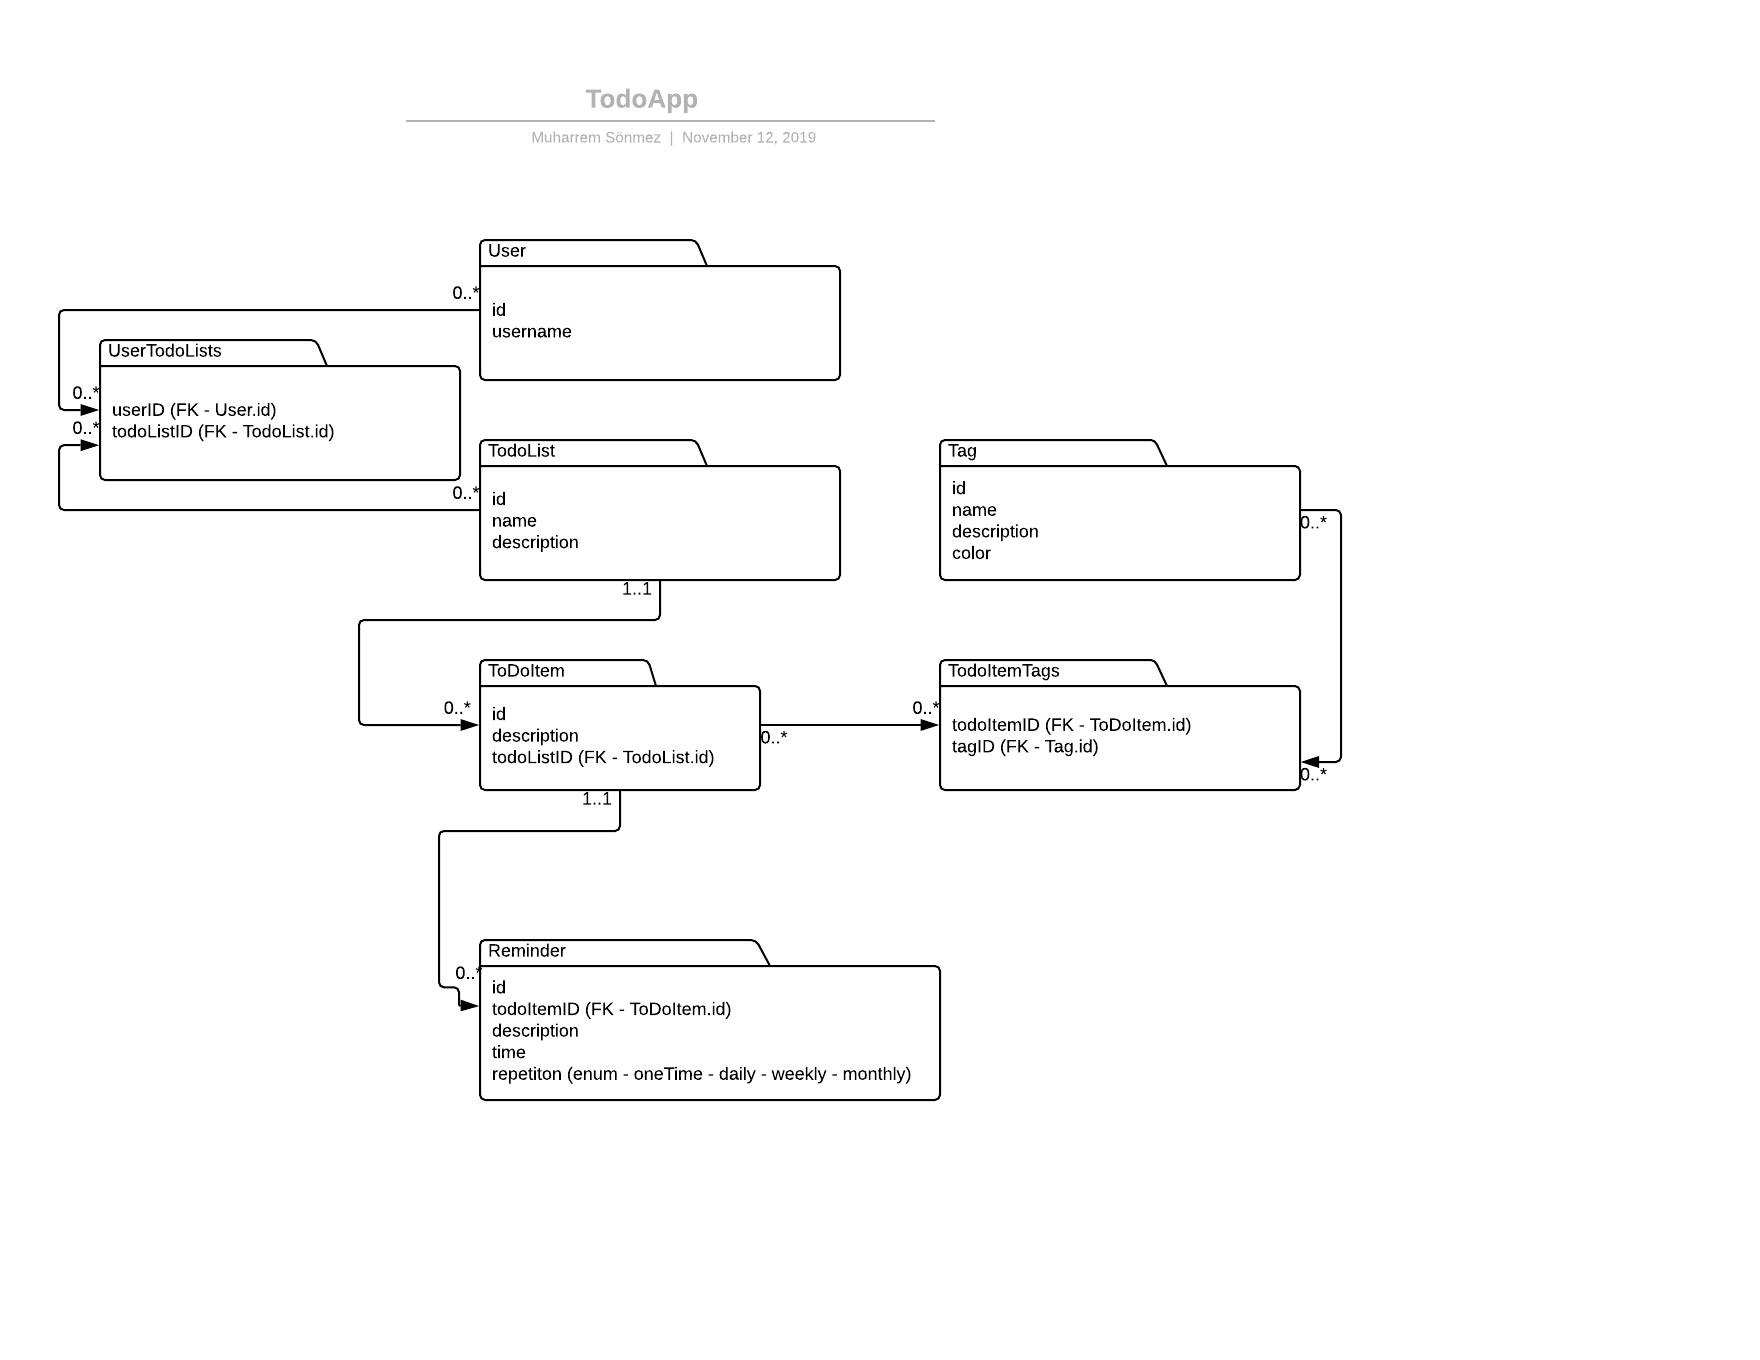 TodoApp
Muharrem Sönmez | November 12, 2019
User
0..*
id
username
UserTodoLists
0..*
userID (FK - User.id)
0..*
todoListID (FK - TodoList.id)
TodoList
0..*
id
name
description
1..1
Tag
id
name
description
color
0..*
ToDoItem
0..*
id
description
todoListID (FK - TodoList.id)
0..*
1..1
TodoItemTags
0..*
todoItemID (FK - ToDoItem.id)
tagID (FK - Tag.id)
0..*
Reminder
0..*
id
todoItemID (FK - ToDoItem.id)
description
time
repetiton (enum - oneTime - daily - weekly - monthly)